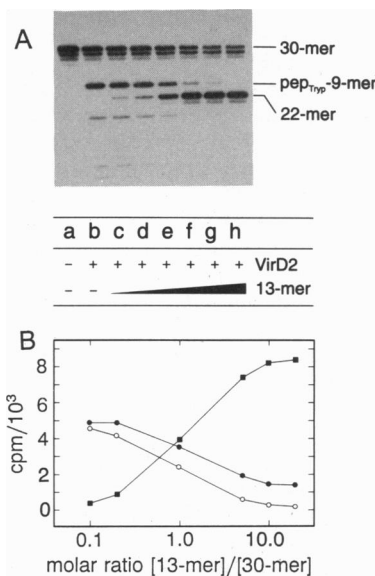 A
30-mer
pepTryp-9-mer
22-mer
a b c d e f g h
- + + + + + + + VirD2
- - 13-mer
B
cpm/10³
8
6
4
2
0
0.1 1.0 10.0
molar ratio [13-mer]/[30-mer]